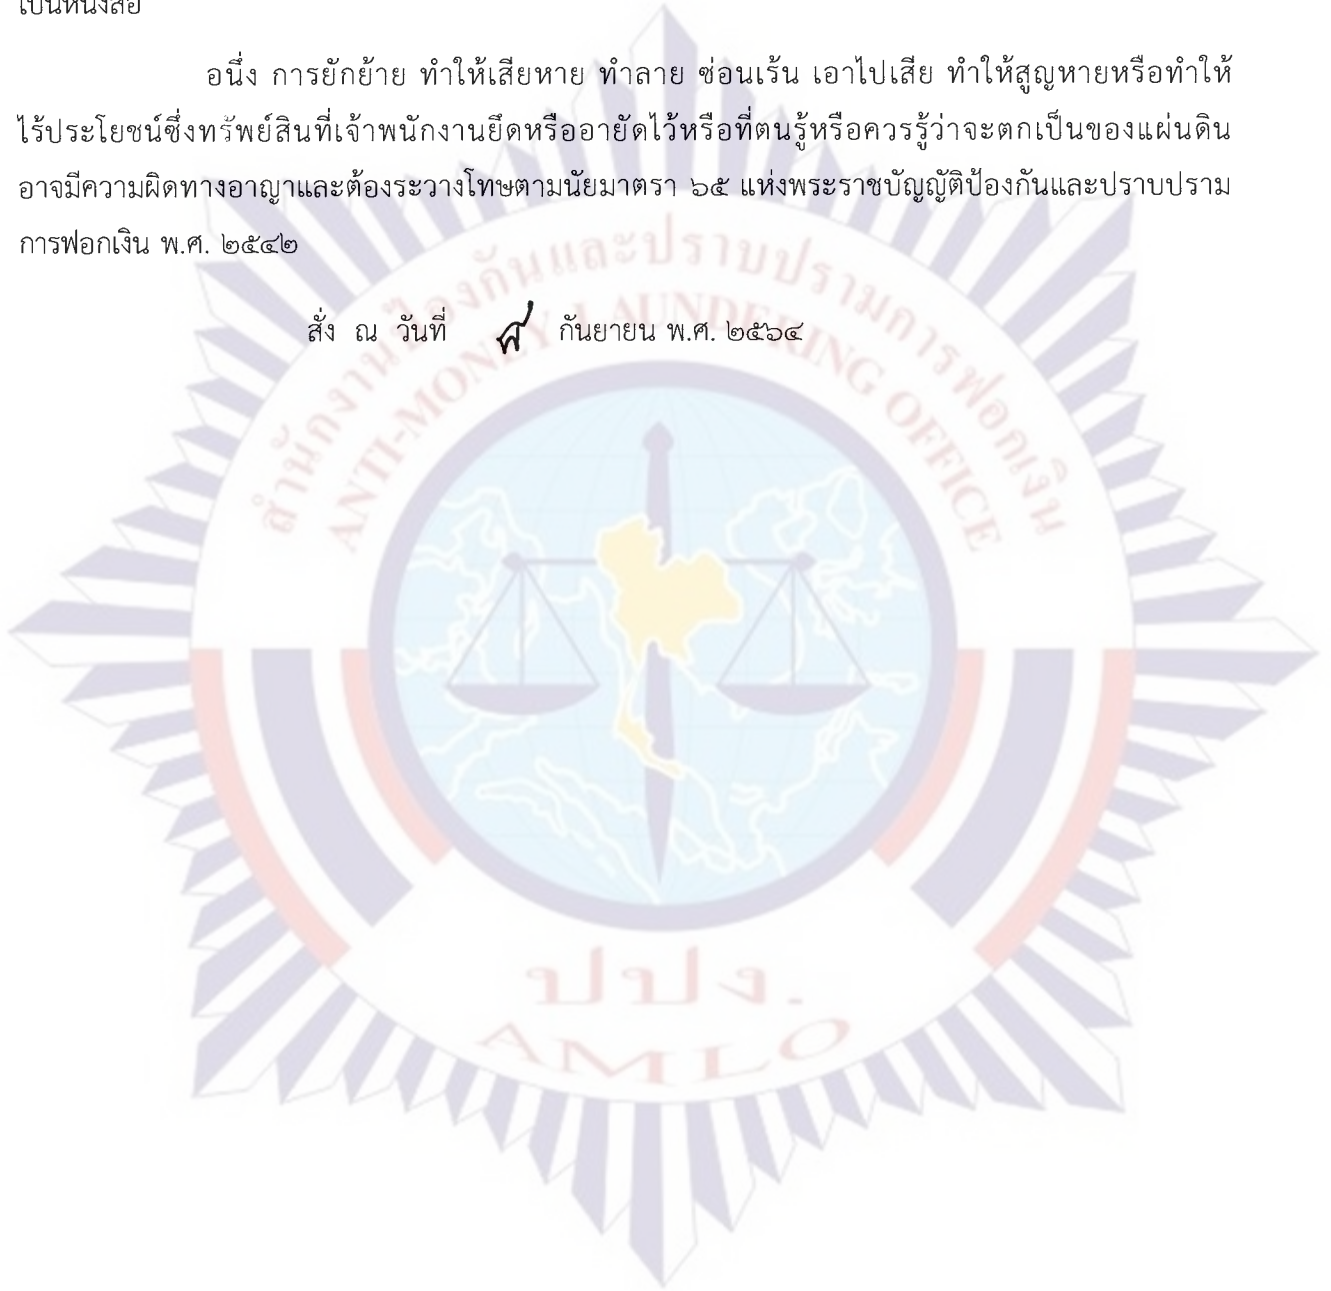 เป็นหนังสือ
อนึ่ง การยักย้าย ทำให้เสียหาย ทำลาย ซ่อนเร้น เอาไปเสีย ทำให้สูญหายหรือทำให้
ไร้ประโยชน์ซึ่งทรัพย์สินที่เจ้าพนักงานยึดหรืออายัดไว้หรือที่ตนรู้หรือควรรู้ว่าจะตกเป็นของแผ่นดิน
อาจมีความผิดทางอาญาและต้องระวางโทษตามนัยมาตรา ๖๕ แห่งพระราชบัญญัติป้องกันและปราบปราม
การฟอกเงิน พ.ศ. ๒๕๔๒
สั่ง ณ วันที่ กันยายน พ.ศ. ๒๕๖๔
สำนักงานป้องกันและปราบปรามการฟอกเงิน
ANTI-MONEY LAUNDERING OFFICE
ปปง.
AMLO